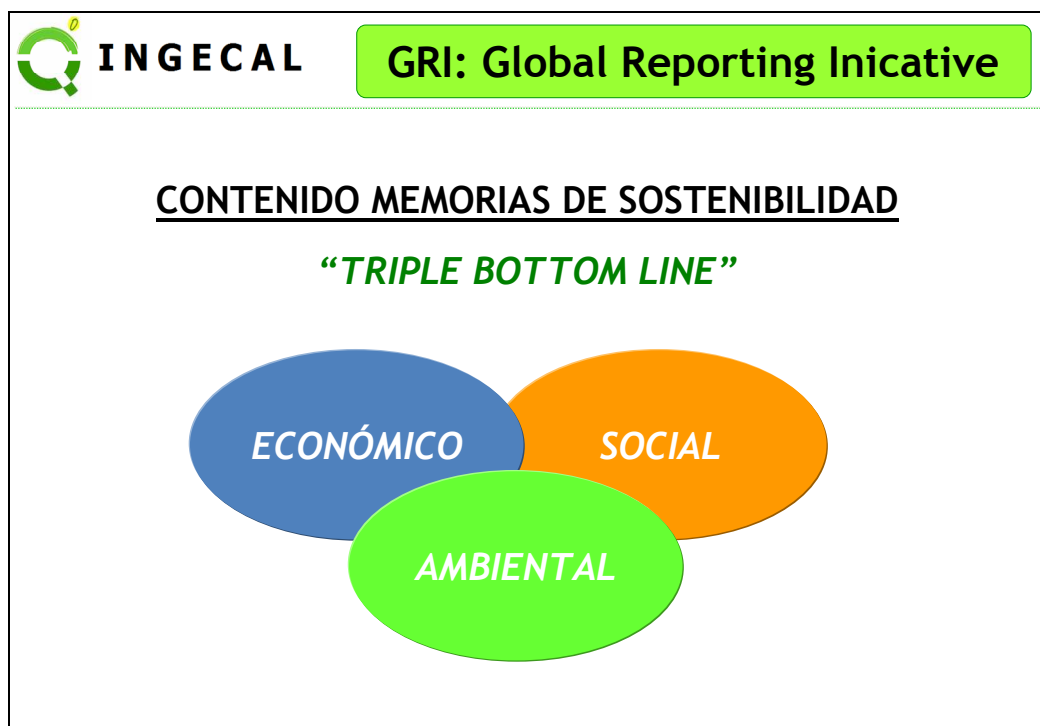 INGECAL
GRI: Global Reporting Inicative
CONTENIDO MEMORIAS DE SOSTENIBILIDAD
“TRIPLE BOTTOM LINE”
ECONÓMICO
SOCIAL
AMBIENTAL